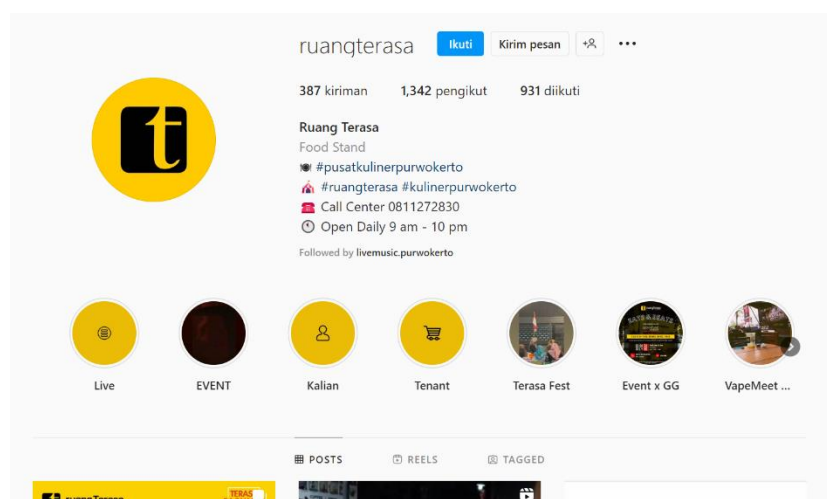 ruangterasa Ikuti Kirim pesan
387 kiriman 1,342 pengikut 931 diikuti
Ruang Terasa
Food Stand
#pusatkulinerpurwokerto
#ruangterasa #kulinerpurwokerto
Call Center 0811272830
Open Daily 9 am - 10 pm
Followed by livemusic.purwokerto
Live EVENT Kalian Tenant Terasa Fest Event x GG VapeMeet ...
POSTS REELS TAGGED
ruangTerasa TERAS